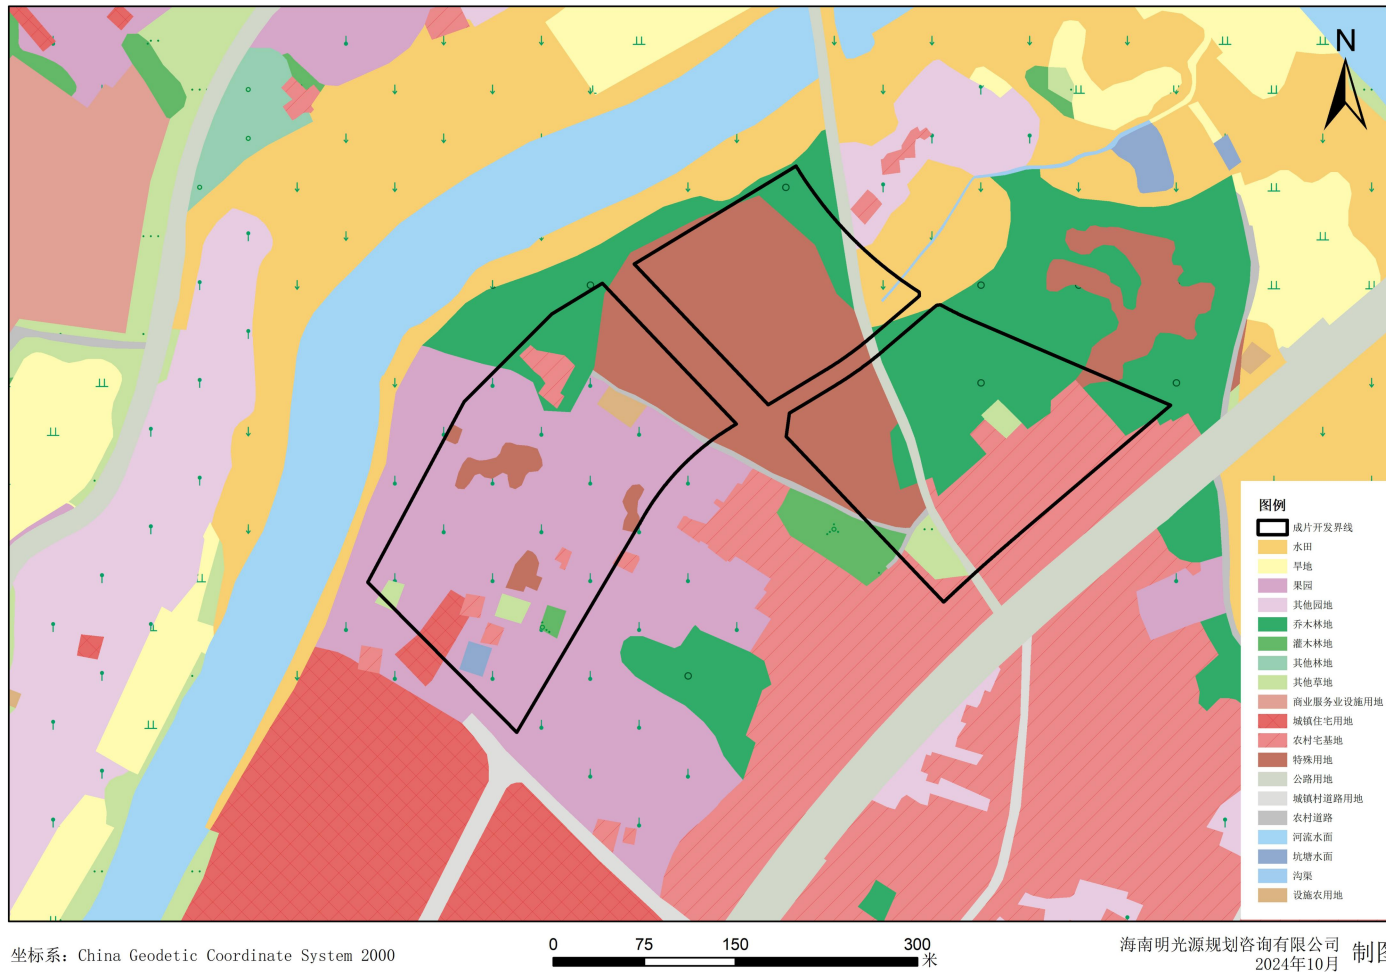 N
图例
成片开发界线
水田
旱地
果园
其他园地
乔木林地
灌木林地
其他林地
其他草地
商业服务业设施用地
城镇住宅用地
农村宅基地
特殊用地
公路用地
城镇村道路用地
农村道路
河流水面
坑塘水面
沟渠
设施农用地
坐标系: China Geodetic Coordinate System 2000
0 75 150 300
米
海南明光源规划咨询有限公司 制图
2024年10月